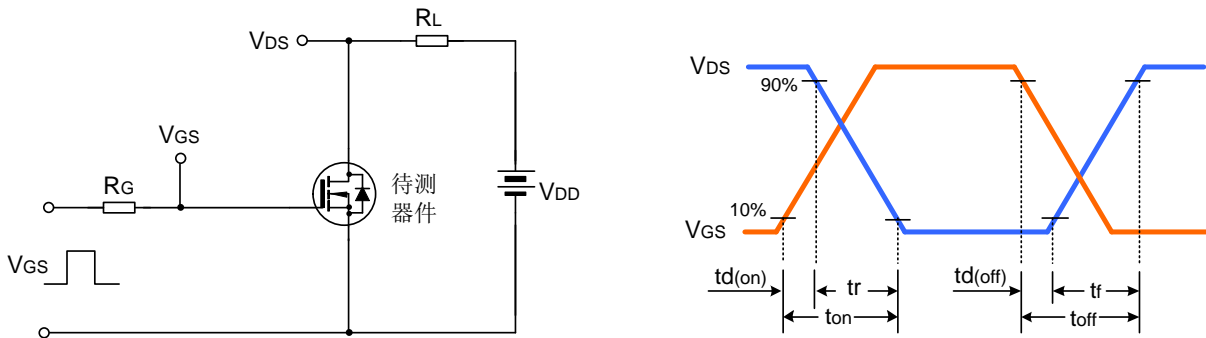 VDS
RL
VGS
RG
待测
器件
VDD
VGS
VDS
90%
10%
VGS
td(on)
tr
ton
td(off)
tf
toff